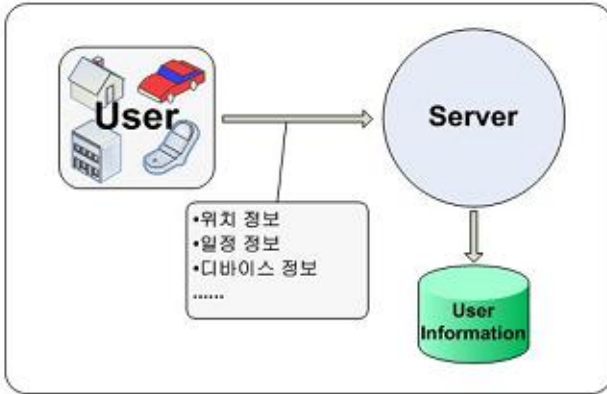 User
Server
•위치 정보
•일정 정보
•디바이스 정보
......
User
Information